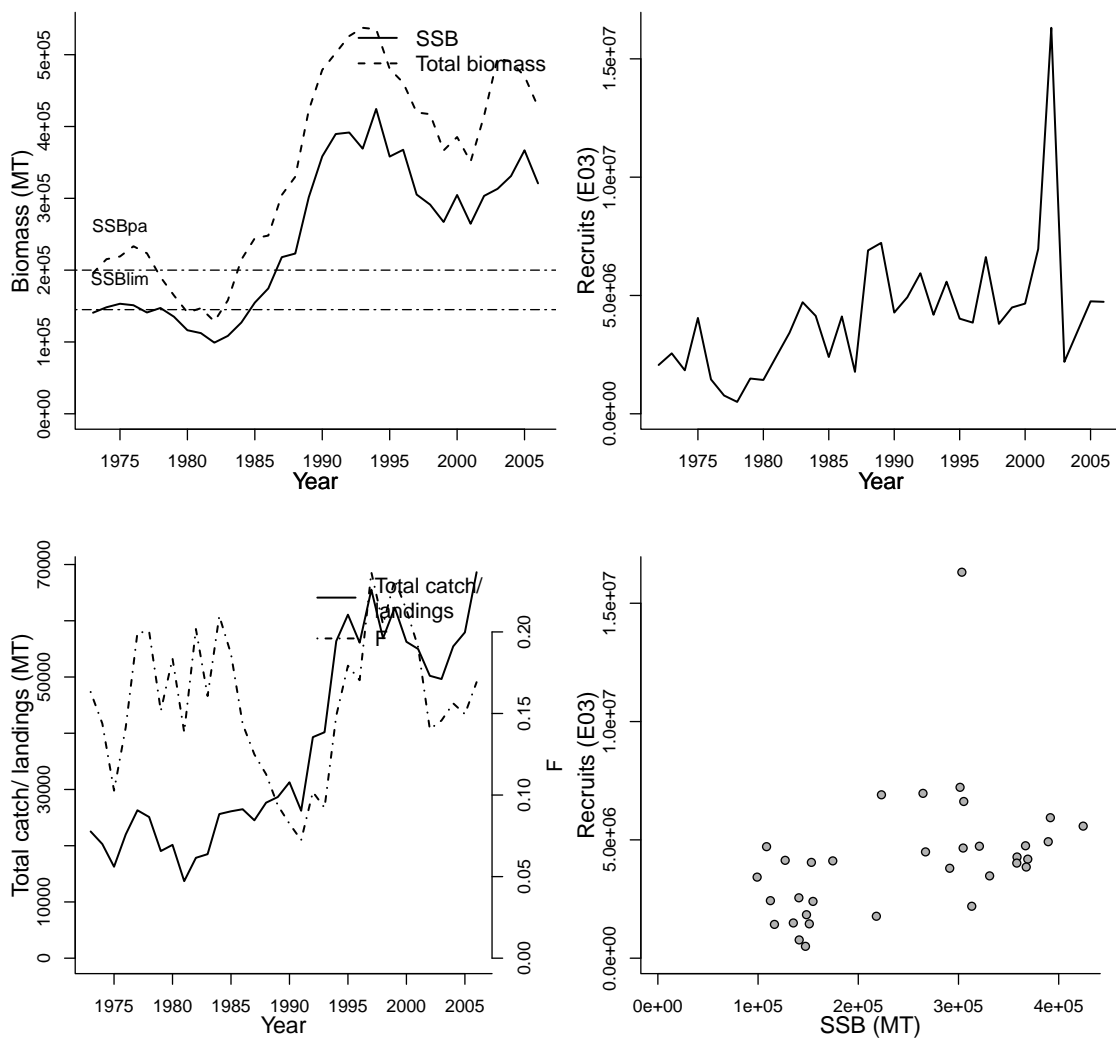 SSB
Total biomass
SSBpa
SSBlim
Biomass (MT)
0e+00
1e+05
2e+05
3e+05
4e+05
5e+05
1975
1980
1985
1990
1995
2000
2005
Year
Recruits (E03)
0.0e+00
5.0e+06
1.0e+07
1.5e+07
1975
1980
1985
1990
1995
2000
2005
Year
Total catch/
landings
F
Total catch/ landings (MT)
0
10000
30000
50000
70000
0.00
0.05
0.10
0.15
0.20
F
1975
1980
1985
1990
1995
2000
2005
Year
Recruits (E03)
0.0e+00
5.0e+06
1.0e+07
1.5e+07
0e+00
1e+05
2e+05
3e+05
4e+05
SSB (MT)